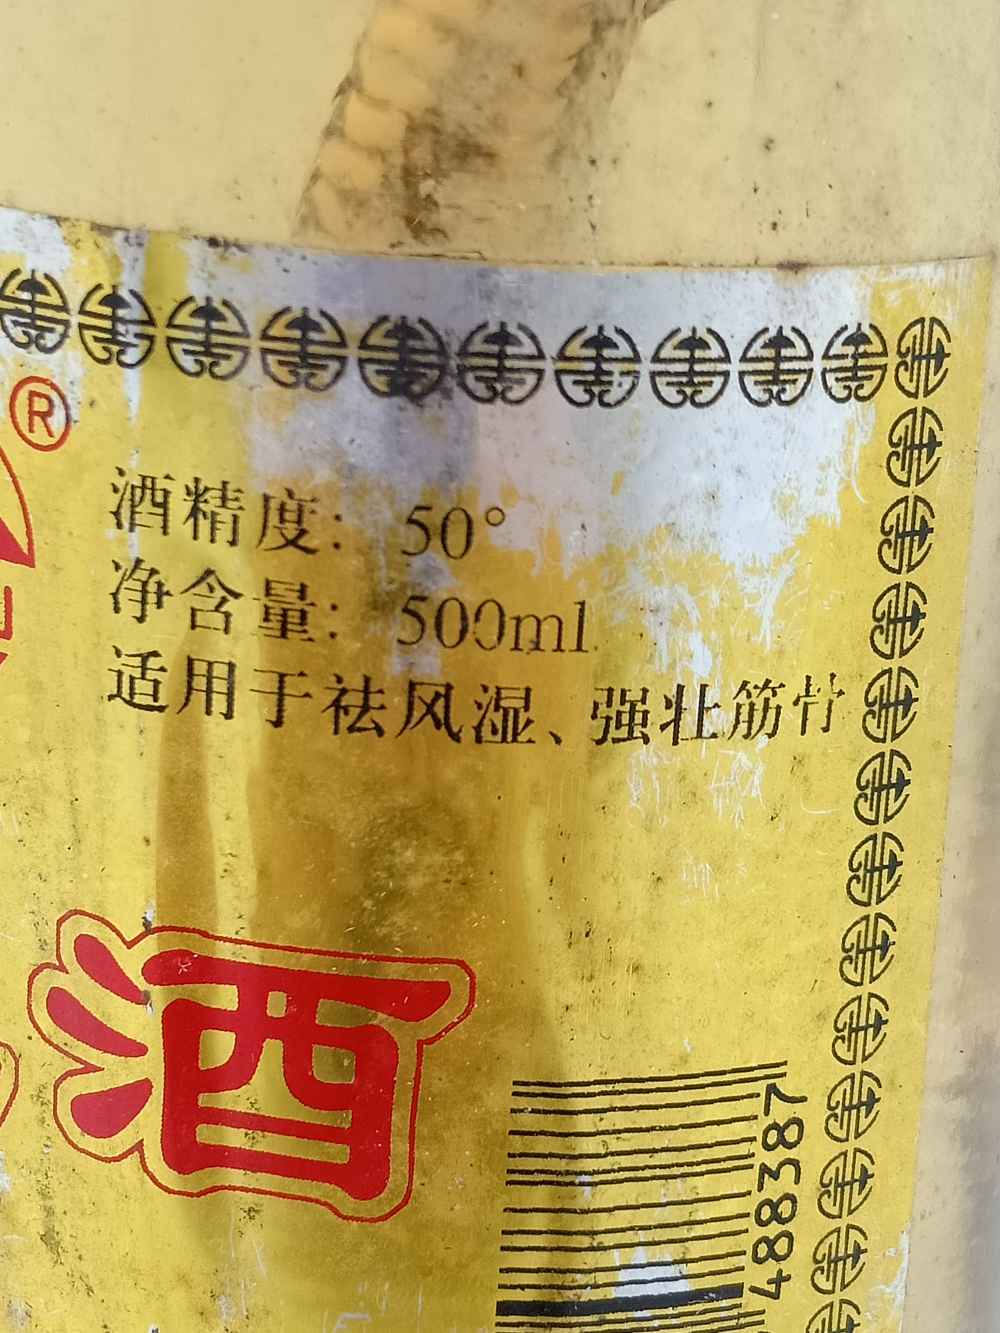 ®
酒精度： 50°
净含量： 500ml
适用于祛风湿、强壮筋骨
酒
488387